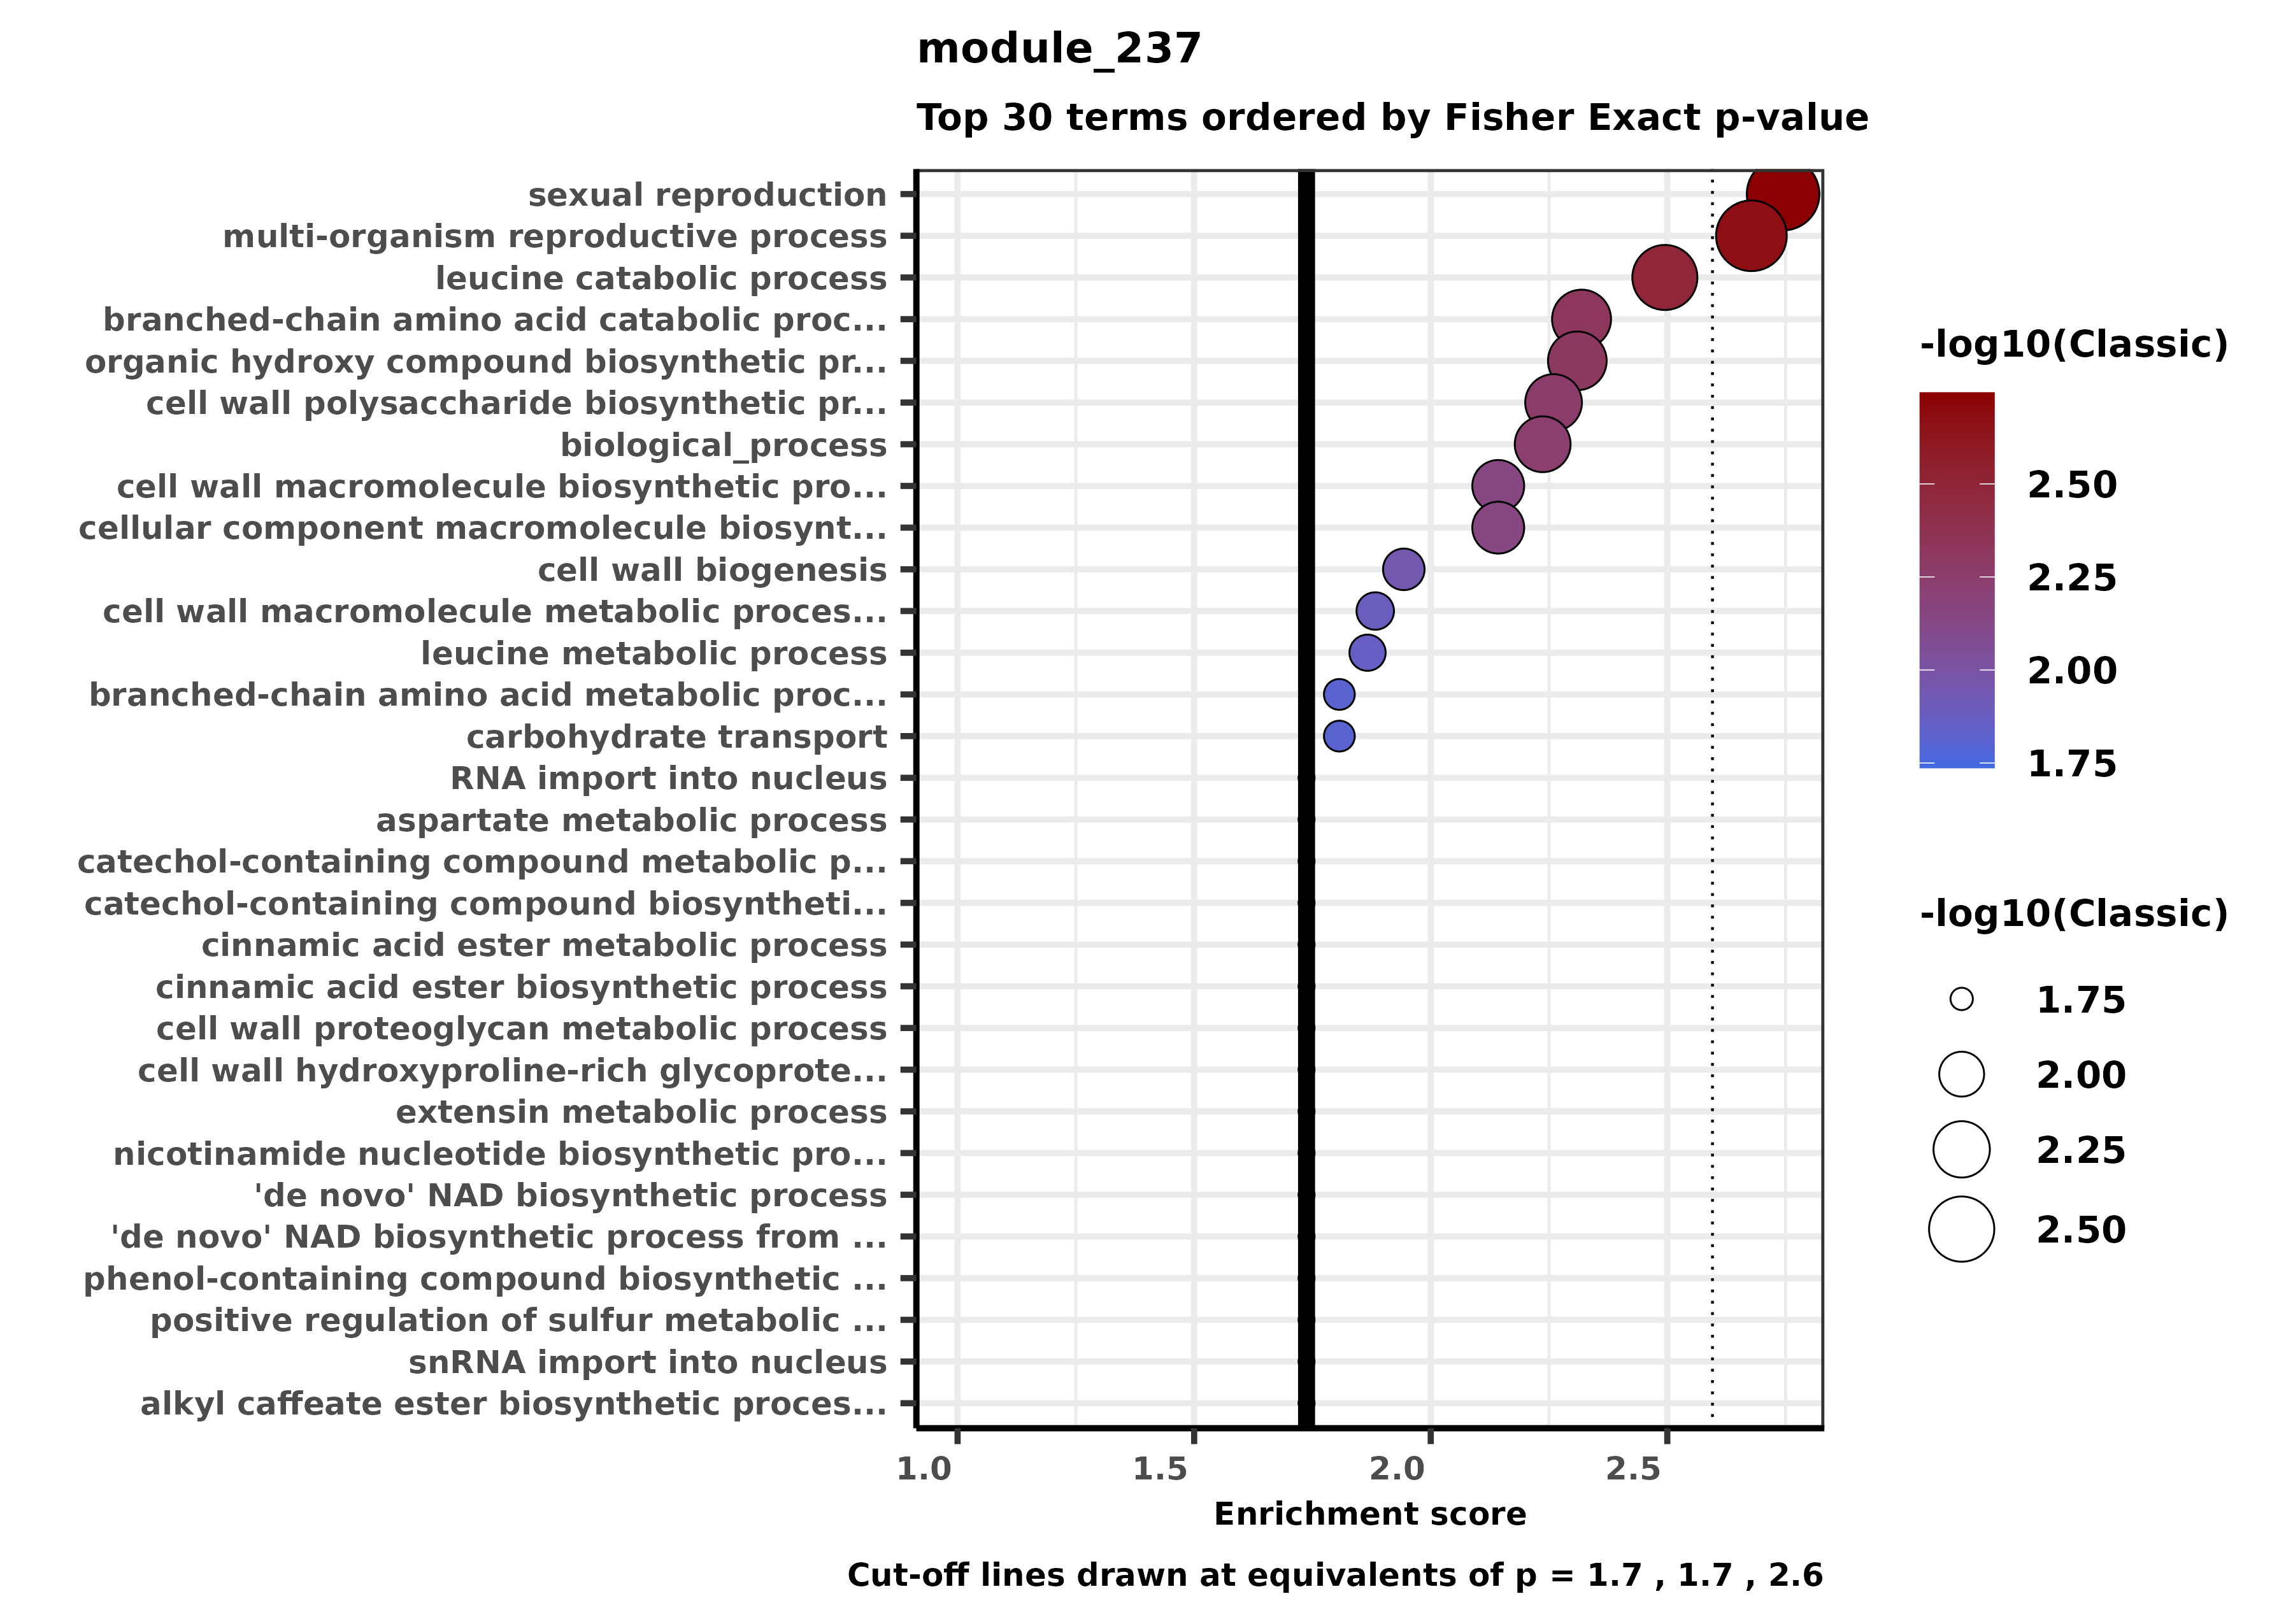 module_237
Top 30 terms ordered by Fisher Exact p-value
sexual reproduction
multi-organism reproductive process
leucine catabolic process
branched-chain amino acid catabolic proc...
organic hydroxy compound biosynthetic pr...
cell wall polysaccharide biosynthetic pr...
biological_process
cell wall macromolecule biosynthetic pro...
cellular component macromolecule biosynt...
cell wall biogenesis
cell wall macromolecule metabolic proces...
leucine metabolic process
branched-chain amino acid metabolic proc...
carbohydrate transport
RNA import into nucleus
aspartate metabolic process
catechol-containing compound metabolic p...
catechol-containing compound biosyntheti...
cinnamic acid ester metabolic process
cinnamic acid ester biosynthetic process
cell wall proteoglycan metabolic process
cell wall hydroxyproline-rich glycoprote...
extensin metabolic process
nicotinamide nucleotide biosynthetic pro...
'de novo' NAD biosynthetic process
'de novo' NAD biosynthetic process from ...
phenol-containing compound biosynthetic ...
positive regulation of sulfur metabolic ...
snRNA import into nucleus
alkyl caffeate ester biosynthetic proces...
1.0 1.5 2.0 2.5
Enrichment score
Cut-off lines drawn at equivalents of p = 1.7 , 1.7 , 2.6
-log10(Classic)
2.50
2.25
2.00
1.75
-log10(Classic)
1.75
2.00
2.25
2.50